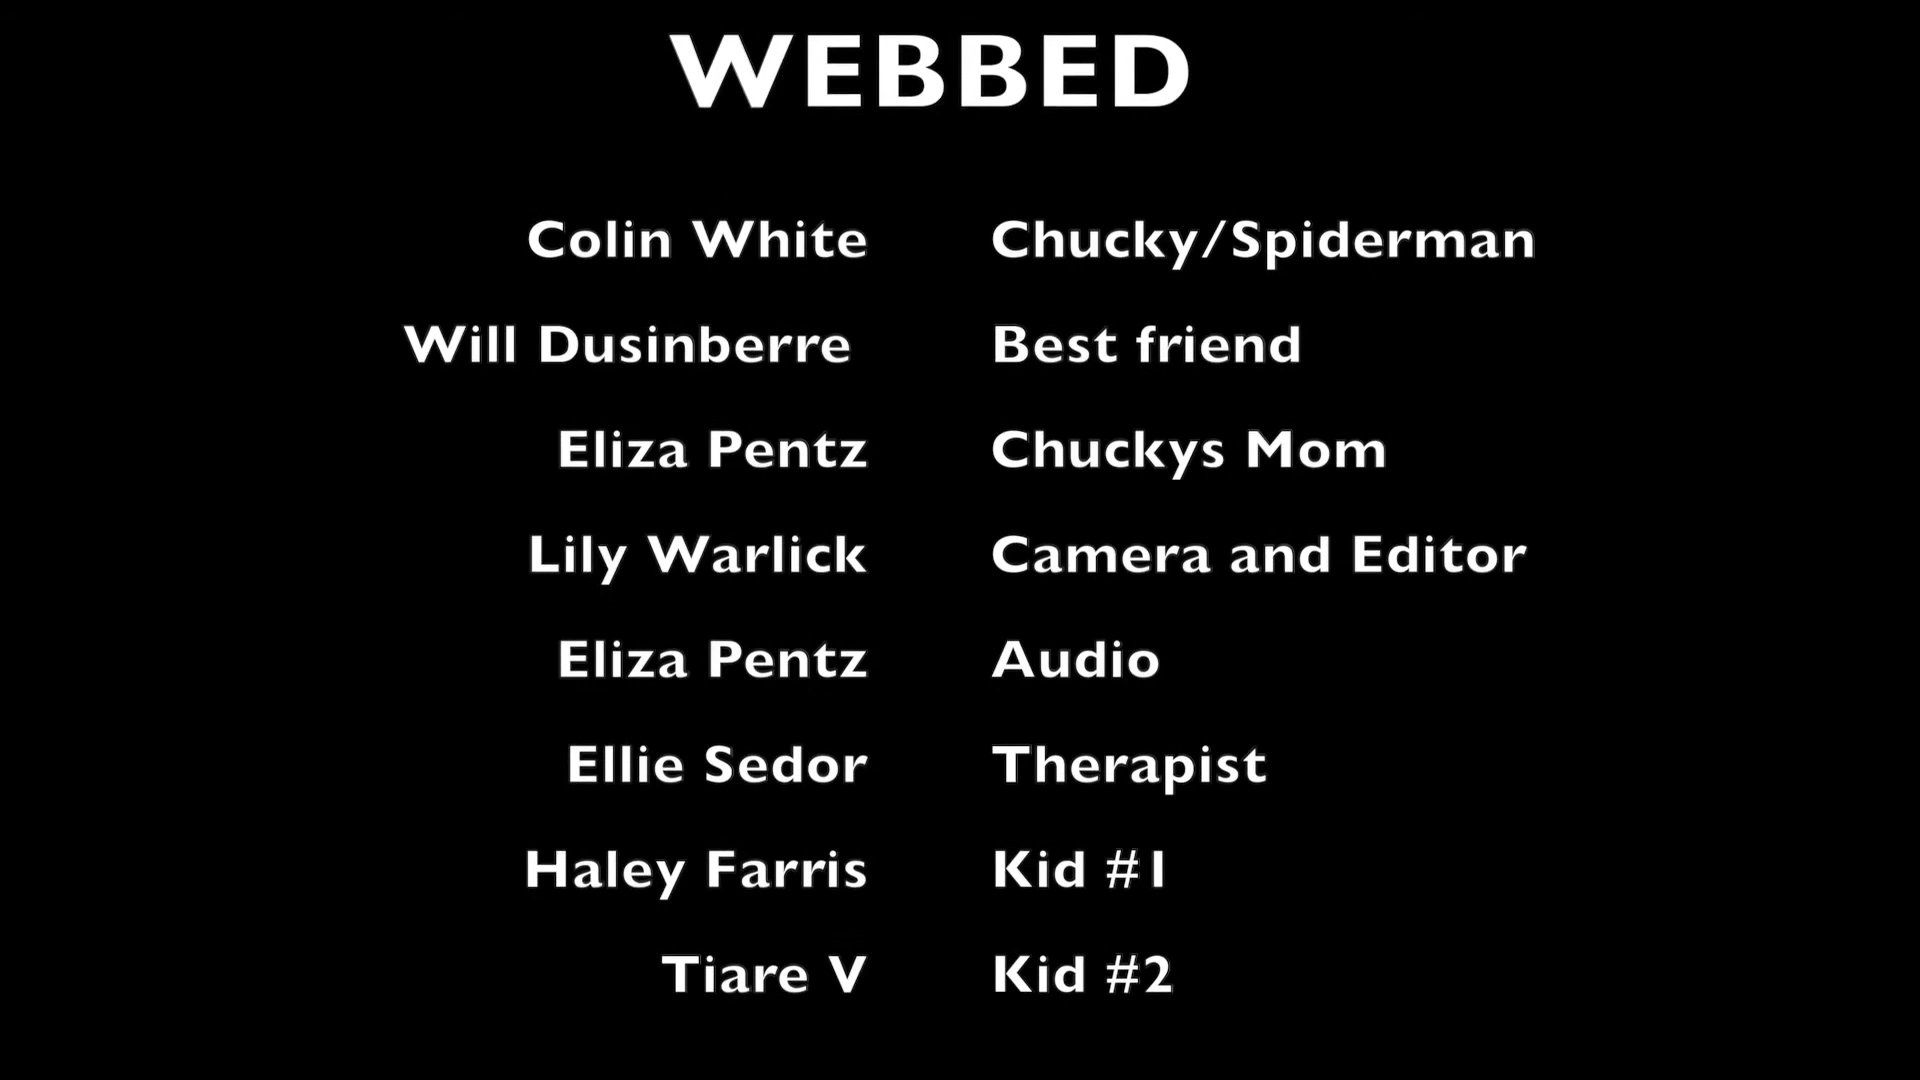 WEBBED
Colin White Chucky/Spiderman
Will Dusinberre Best friend
Eliza Pentz Chuckys Mom
Lily Warlick Camera and Editor
Eliza Pentz Audio
Ellie Sedor Therapist
Haley Farris Kid #1
Tiare V Kid #2